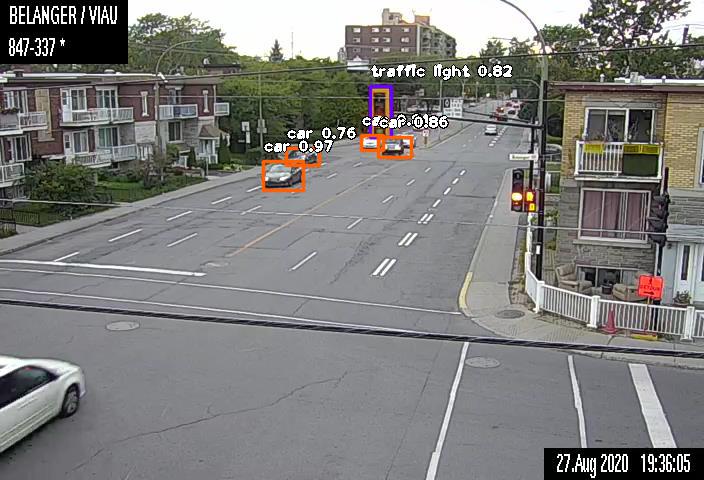 BELANGER / VIAU
847-337 *
traffic light 0.82
car 0.86
car 0.76
car 0.97
27.Aug 2020 19:36:05